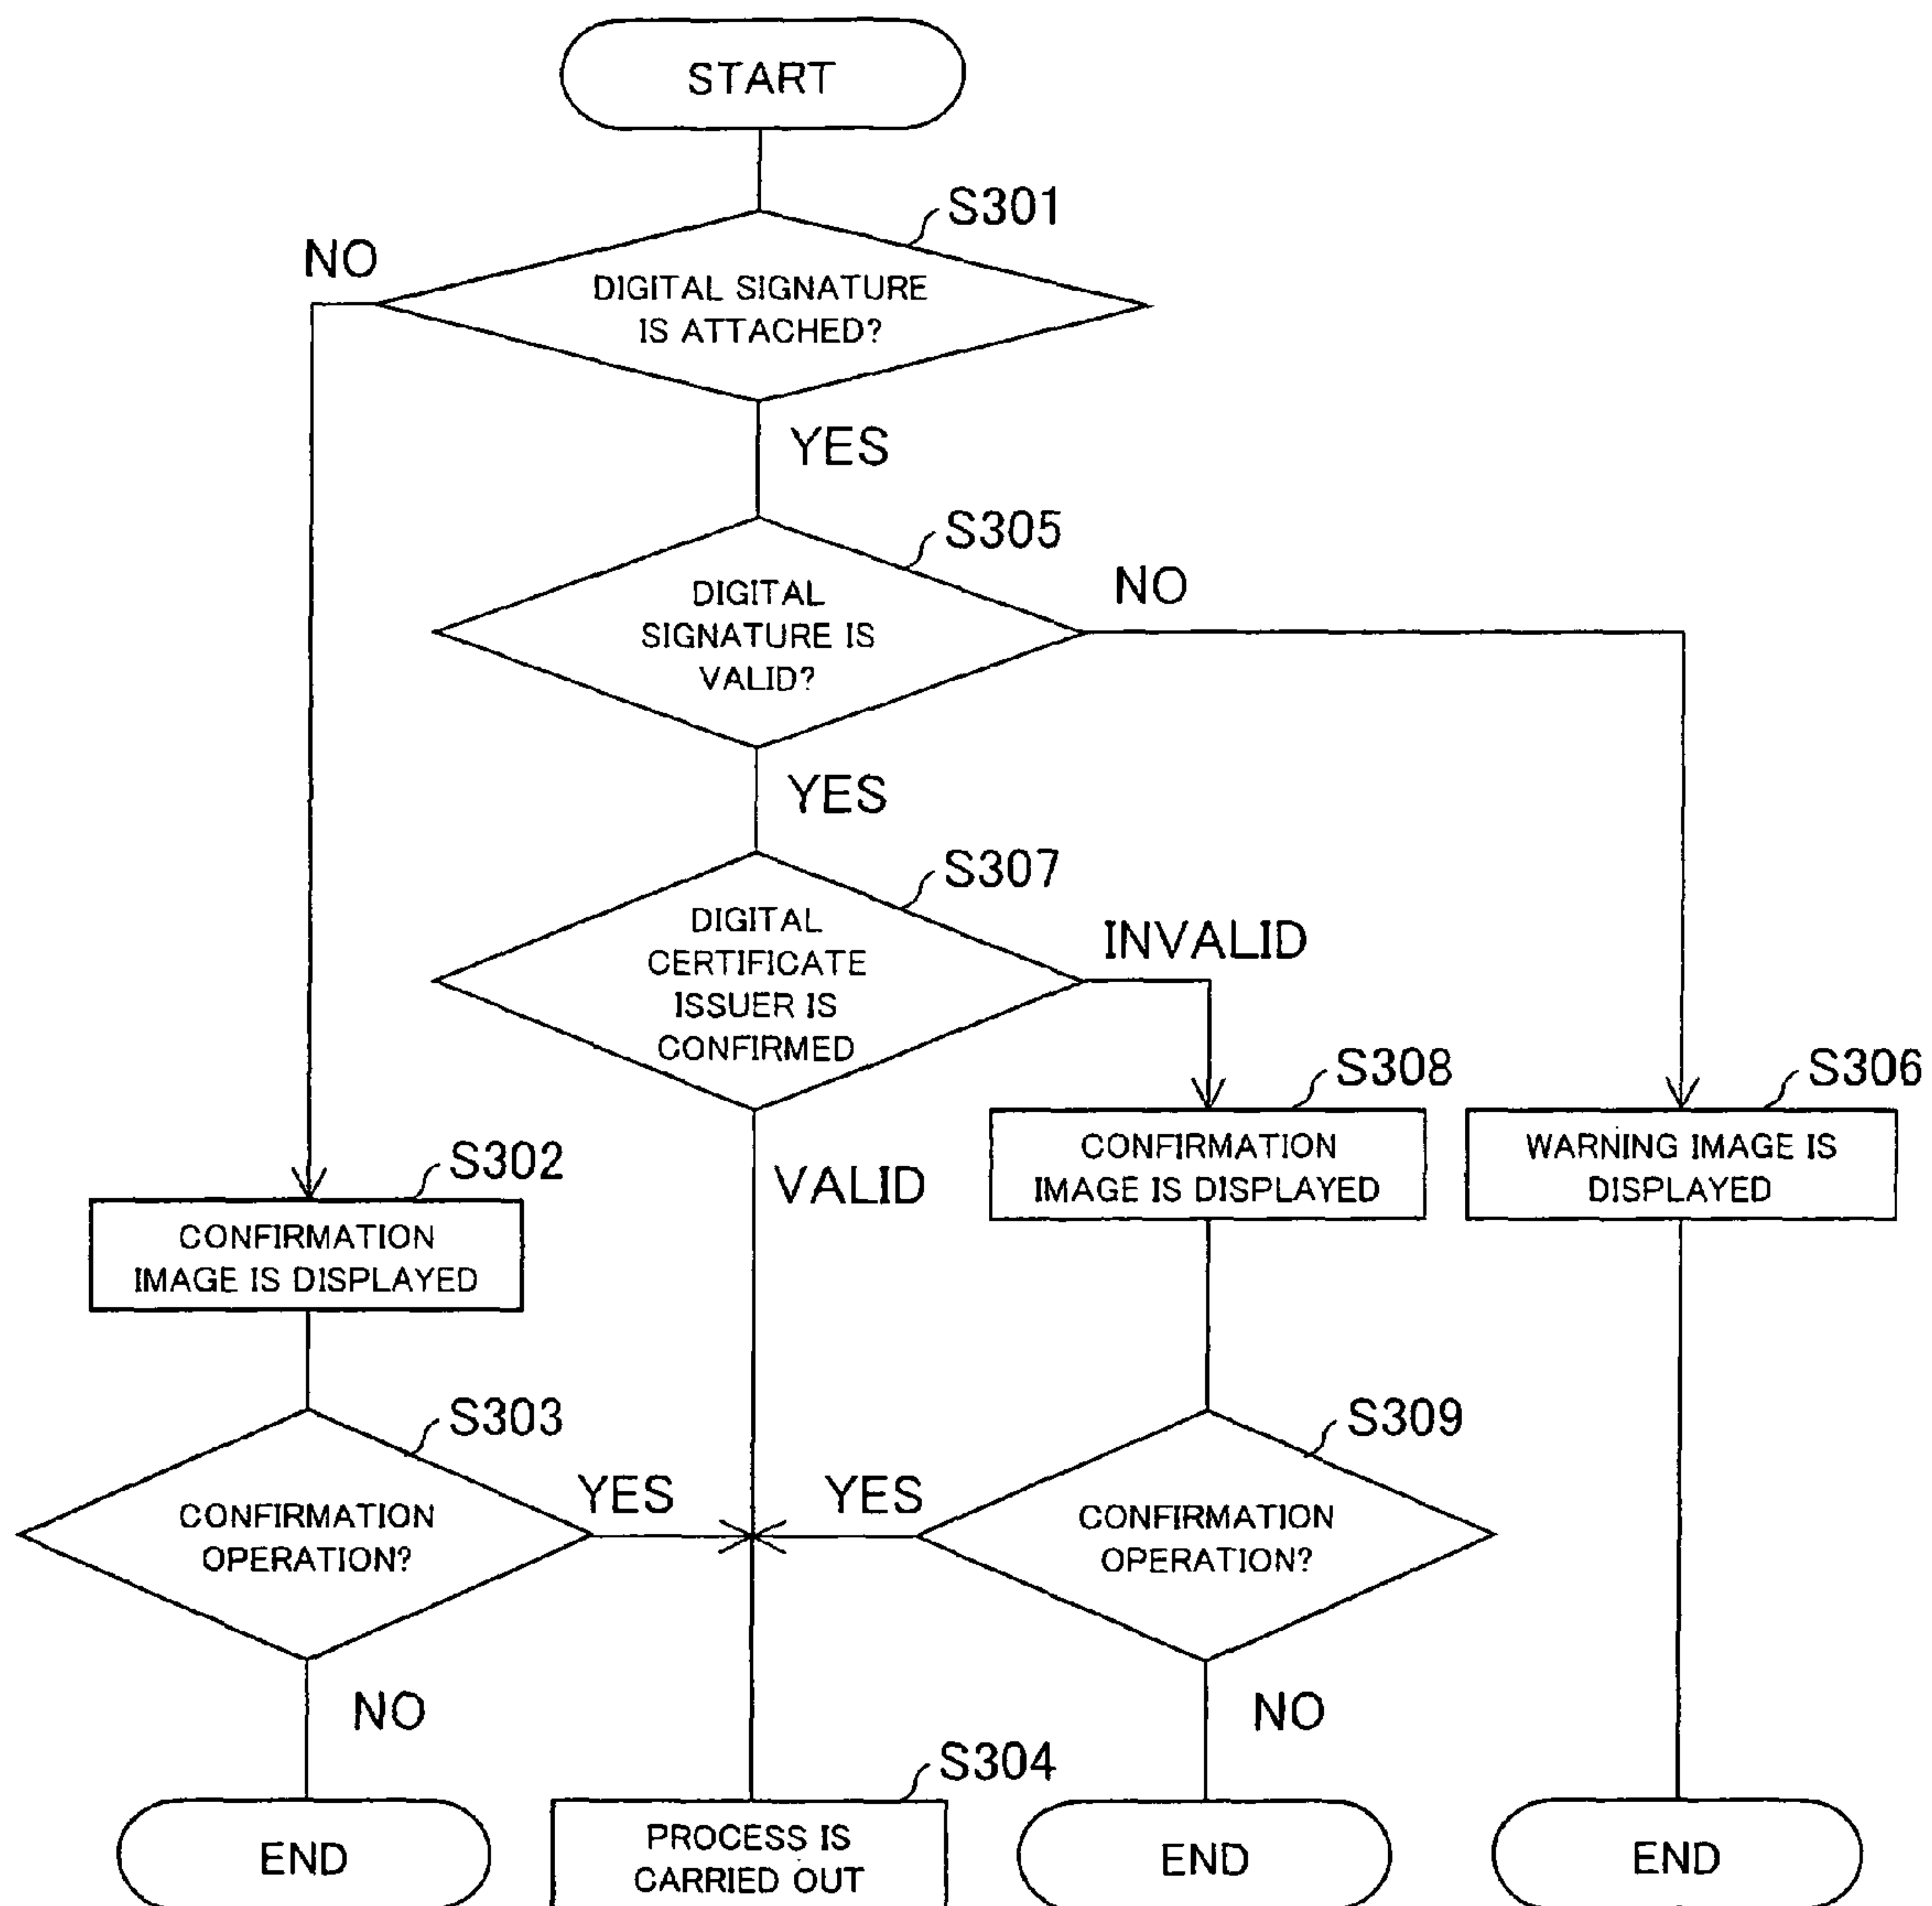 START
S301
NO
DIGITAL SIGNATURE
IS ATTACHED?
YES
S305
NO
DIGITAL
SIGNATURE IS
VALID?
YES
S307
INVALID
DIGITAL
CERTIFICATE
ISSUER IS
CONFIRMED
S308
S306
CONFIRMATION
IMAGE IS DISPLAYED
WARNING IMAGE IS
DISPLAYED
S302
VALID
CONFIRMATION
IMAGE IS DISPLAYED
S303
S309
YES
YES
CONFIRMATION
OPERATION?
CONFIRMATION
OPERATION?
NO
NO
S304
END
PROCESS IS
CARRIED OUT
END
END